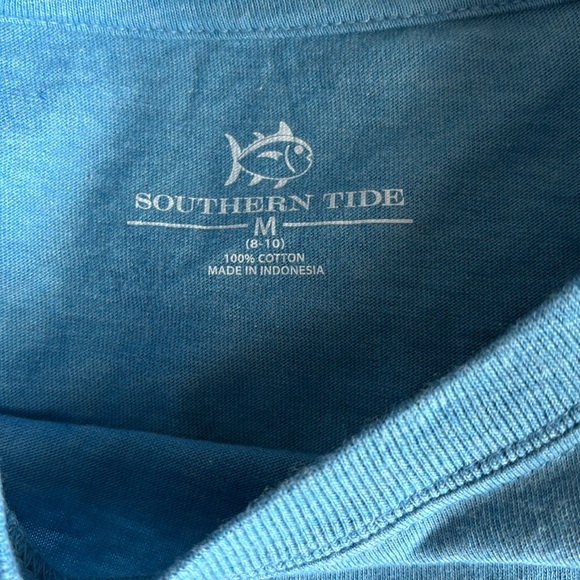 SOUTHERN TIDE
M
(8-10)
100% COTTON
MADE IN INDONESIA